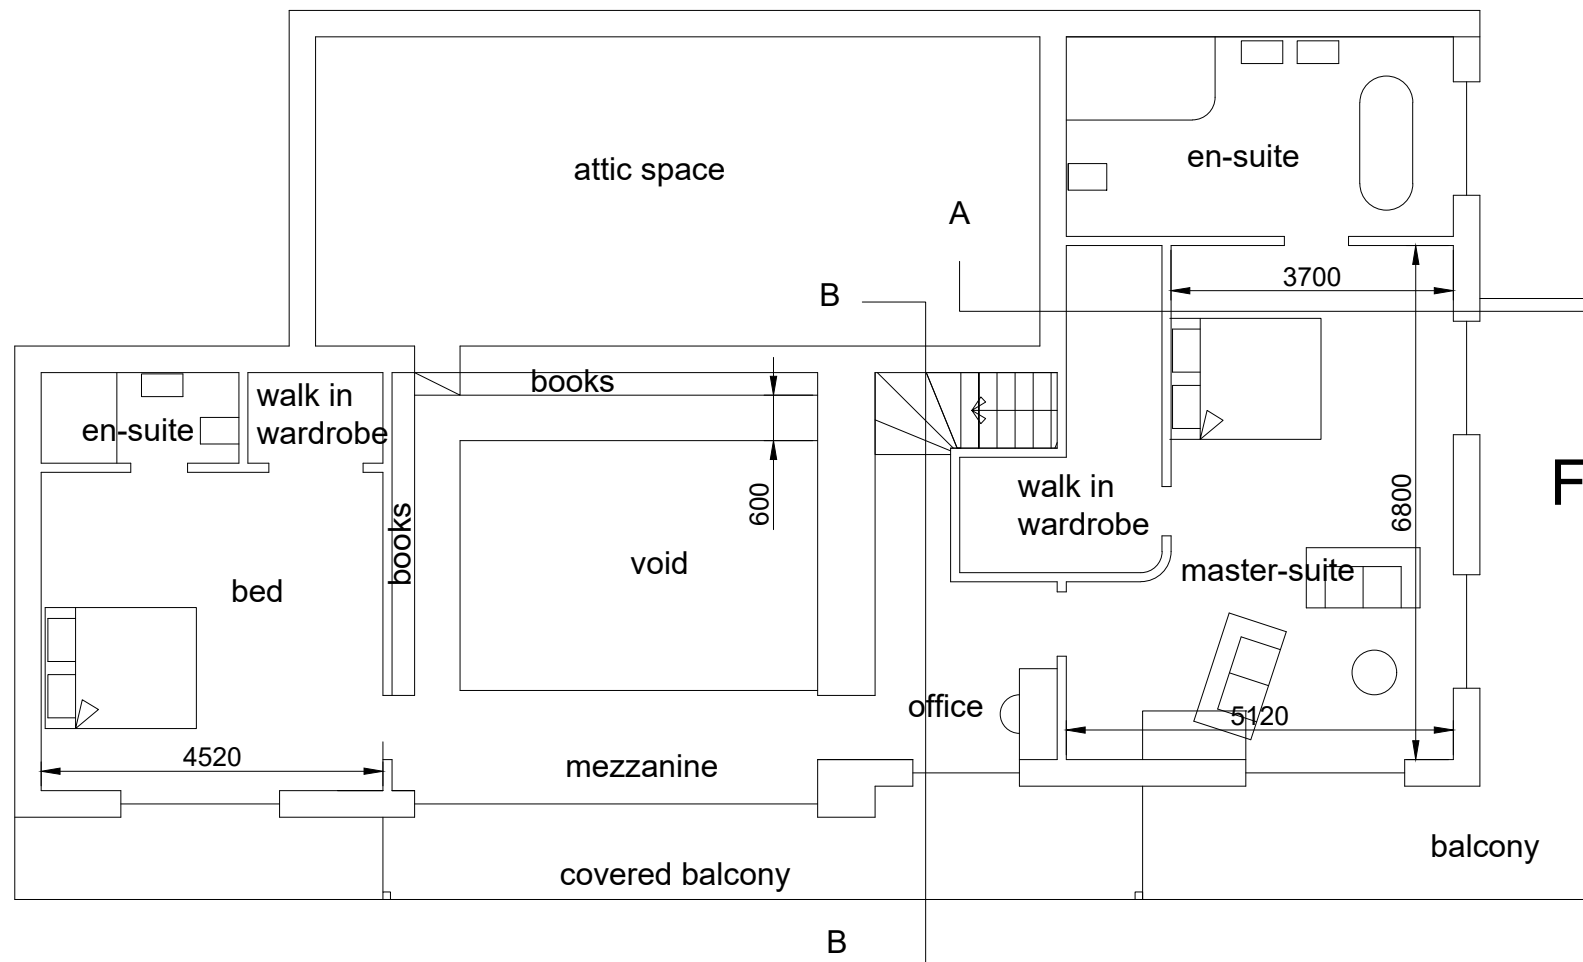 attic space
en-suite
A
3700
B
books
walk in
wardrobe
en-suite
F
walk in
wardrobe
600
6800
books
void
master-suite
bed
office
5120
4520
mezzanine
balcony
covered balcony
B